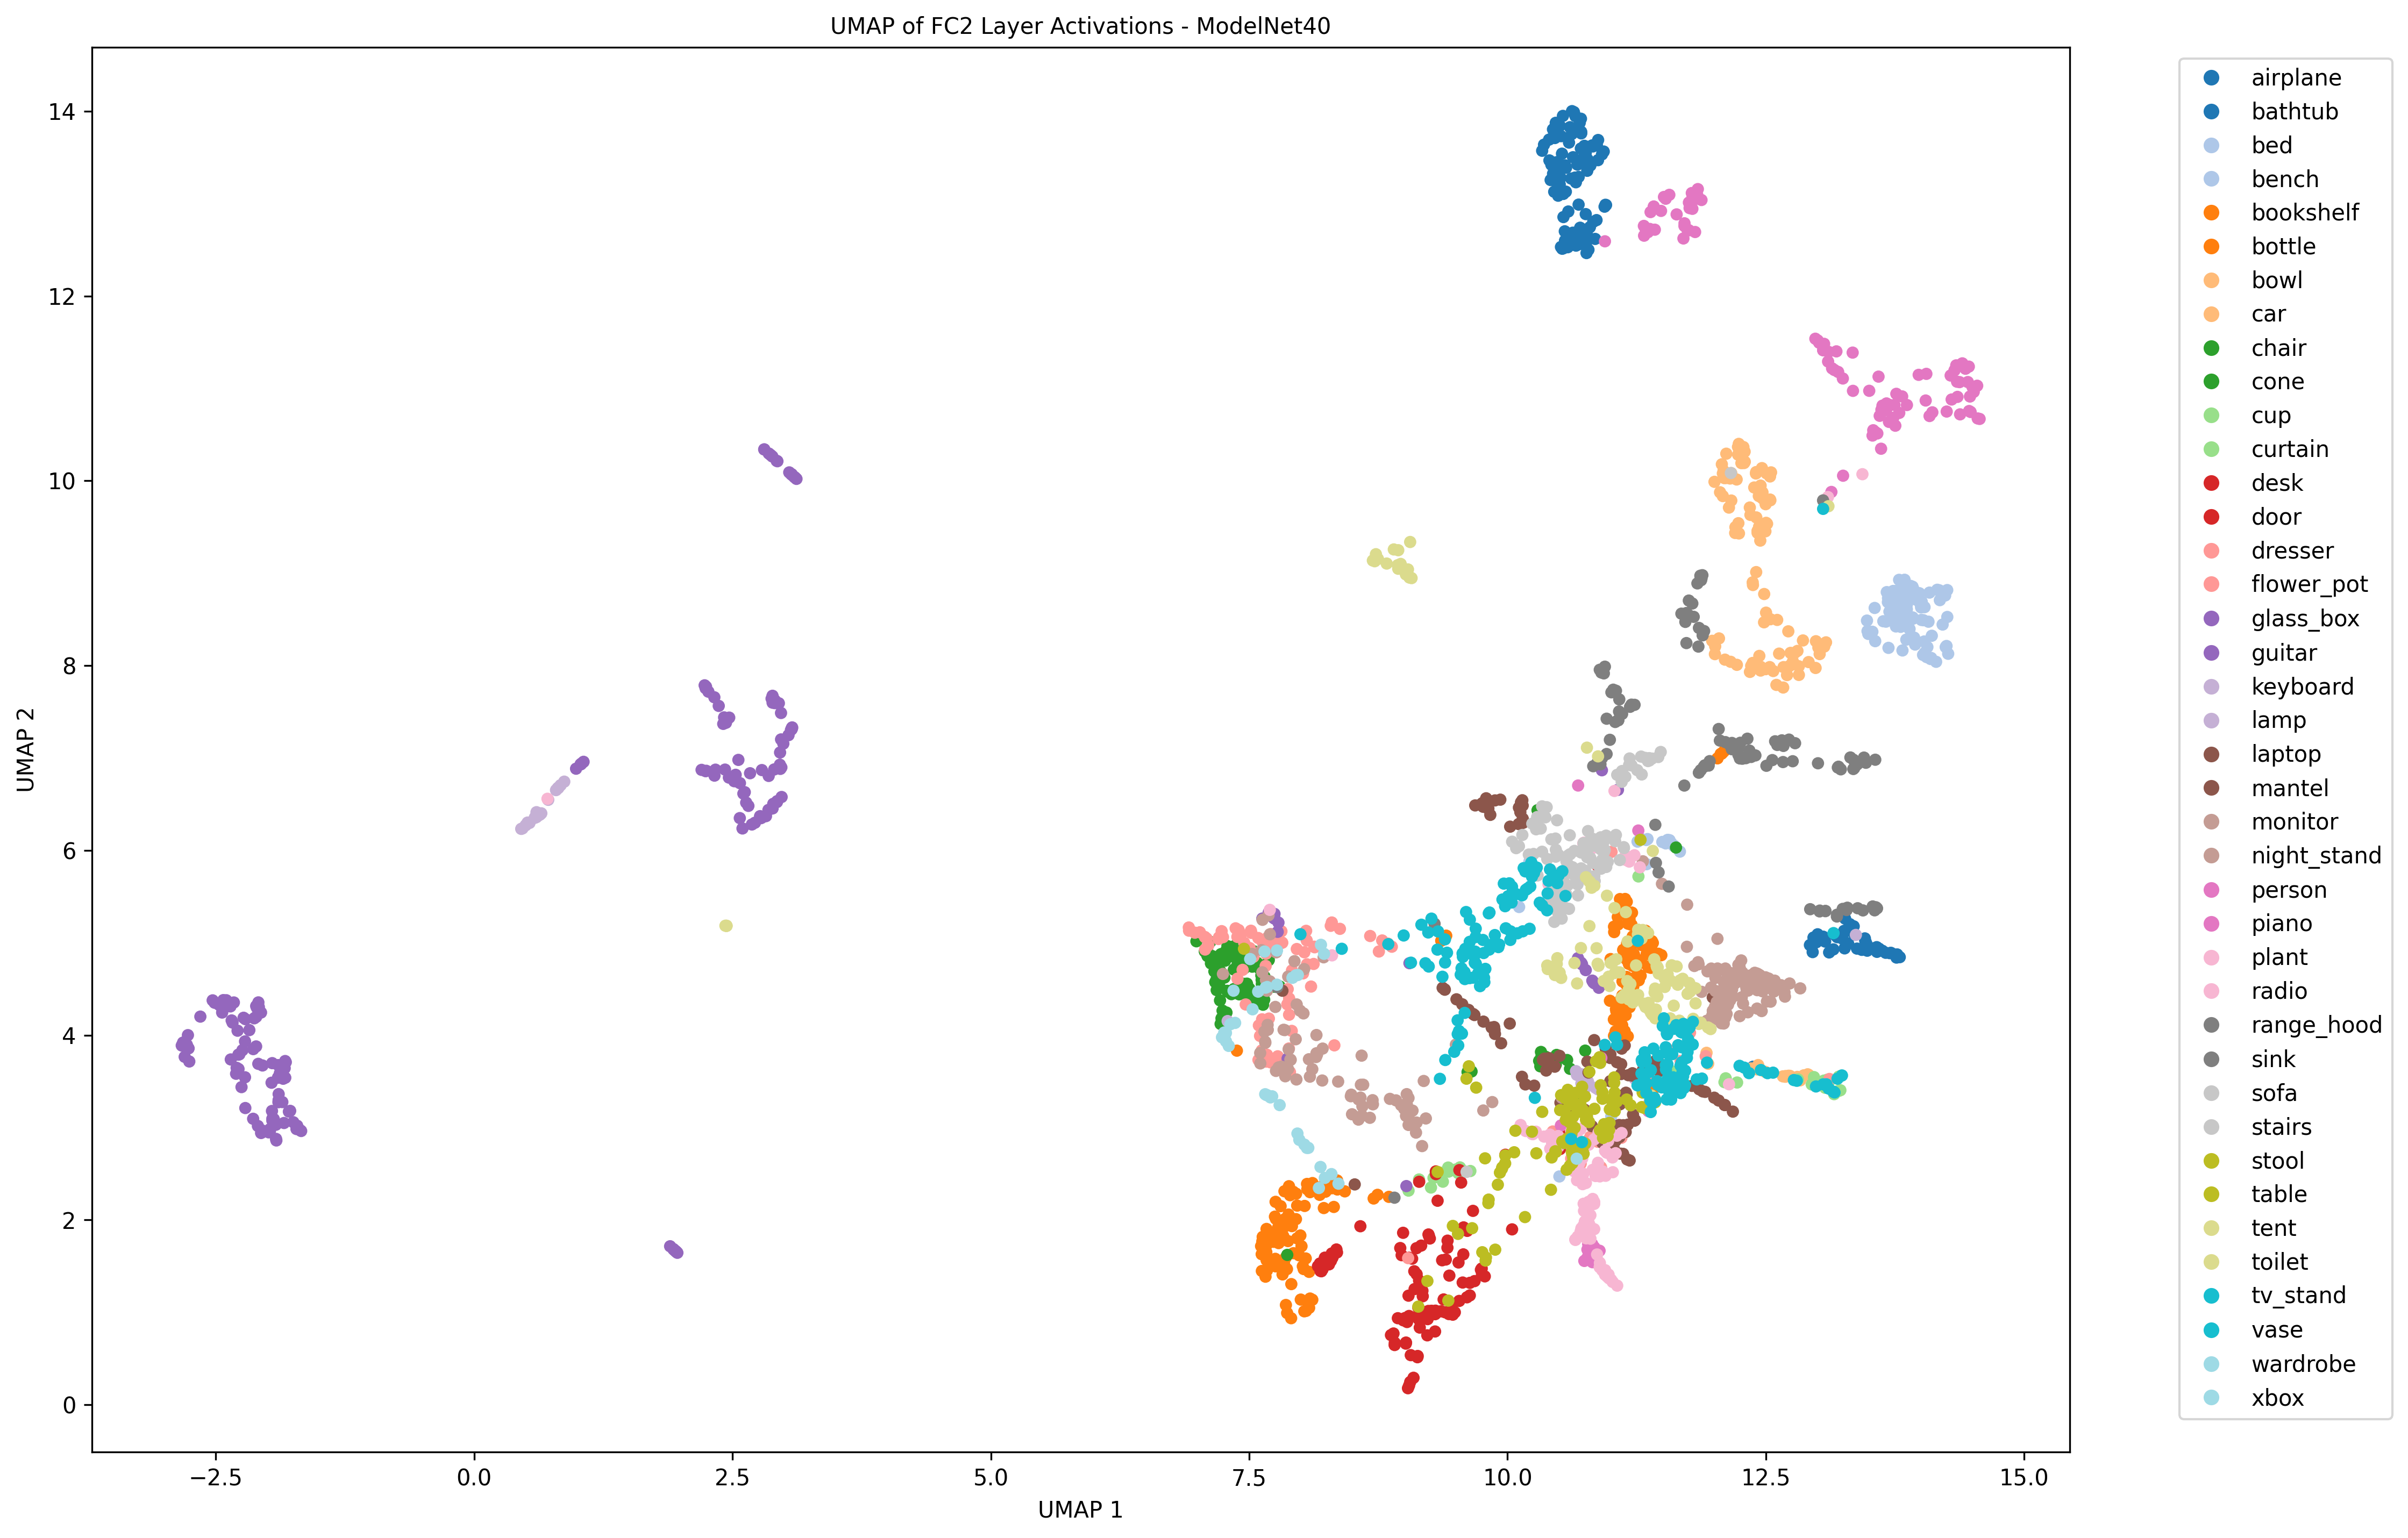 UMAP of FC2 Layer Activations - ModelNet40
14
12
10
8
6
4
2
0
UMAP 2
−2.5
0.0
2.5
5.0
7.5
10.0
12.5
15.0
UMAP 1
airplane
bathtub
bed
bench
bookshelf
bottle
bowl
car
chair
cone
cup
curtain
desk
door
dresser
flower_pot
glass_box
guitar
keyboard
lamp
laptop
mantel
monitor
night_stand
person
piano
plant
radio
range_hood
sink
sofa
stairs
stool
table
tent
toilet
tv_stand
vase
wardrobe
xbox